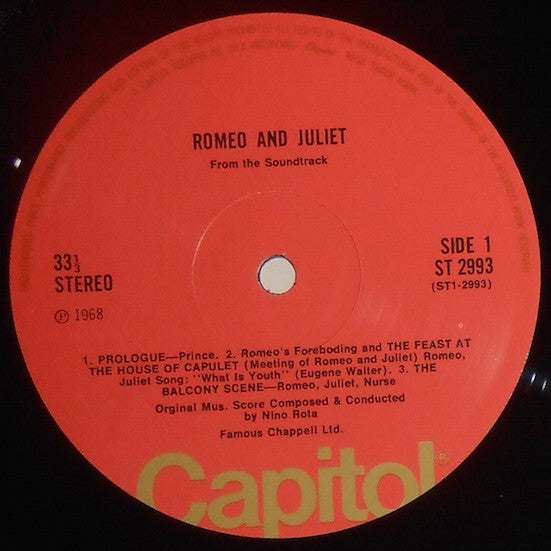 ROMEO AND JULIET
From the Soundtrack
33 1/3
STEREO
Ⓟ 1968
SIDE 1
ST 2993
(ST1-2993)
1. PROLOGUE—Prince. 2. Romeo's Foreboding and THE FEAST AT
THE HOUSE OF CAPULET (Meeting of Romeo and Juliet) Romeo,
Juliet Song: "What Is Youth" (Eugene Walter). 3. THE
BALCONY SCENE—Romeo, Juliet, Nurse
Orginal Mus. Score Composed & Conducted
by Nino Rota
Famous Chappell Ltd.
Capitol®